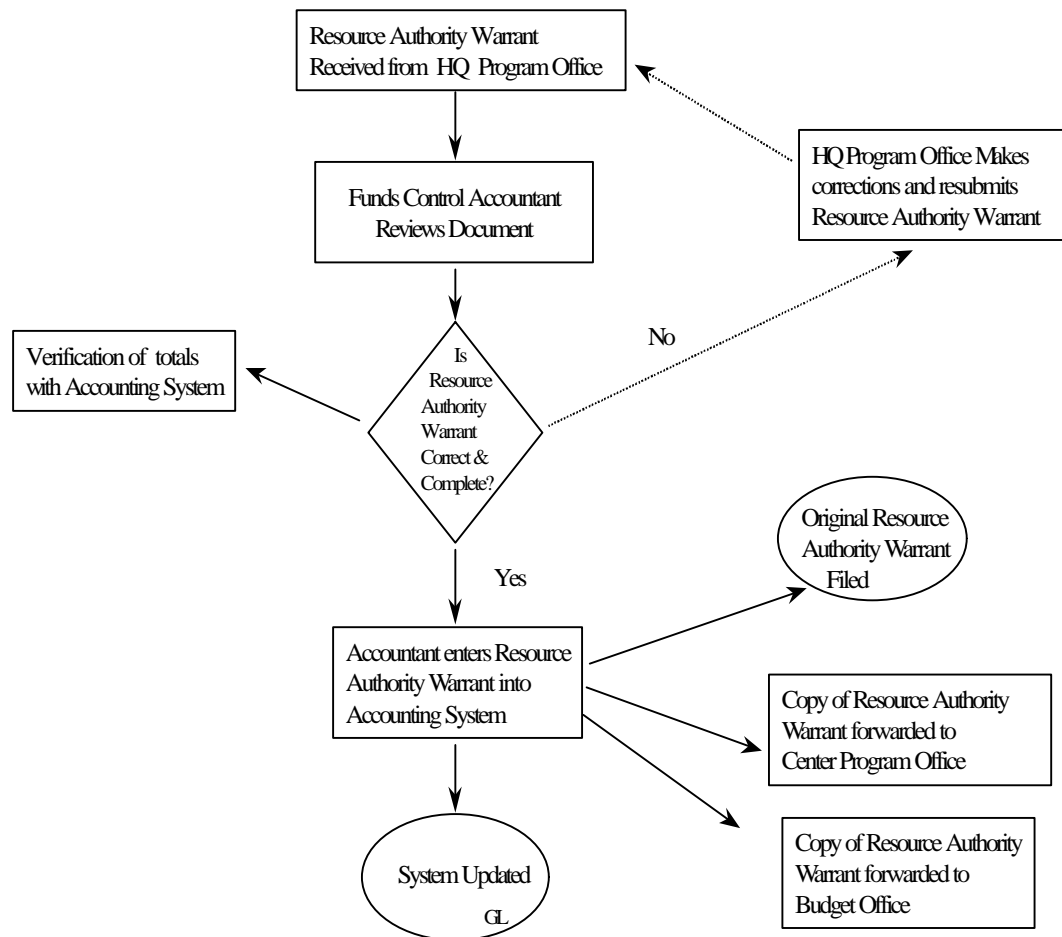 Resource Authority Warrant
Received from HQ Program Office
HQ Program Office Makes
corrections and resubmits
Resource Authority Warrant
Funds Control Accountant
Reviews Document
No
Verification of totals
with Accounting System
Is
Resource
Authority
Warrant
Correct &
Complete?
Original Resource
Authority Warrant
Filed
Yes
Accountant enters Resource
Authority Warrant into
Accounting System
Copy of Resource Authority
Warrant forwarded to
Center Program Office
Copy of Resource Authority
Warrant forwarded to
Budget Office
System Updated
GL